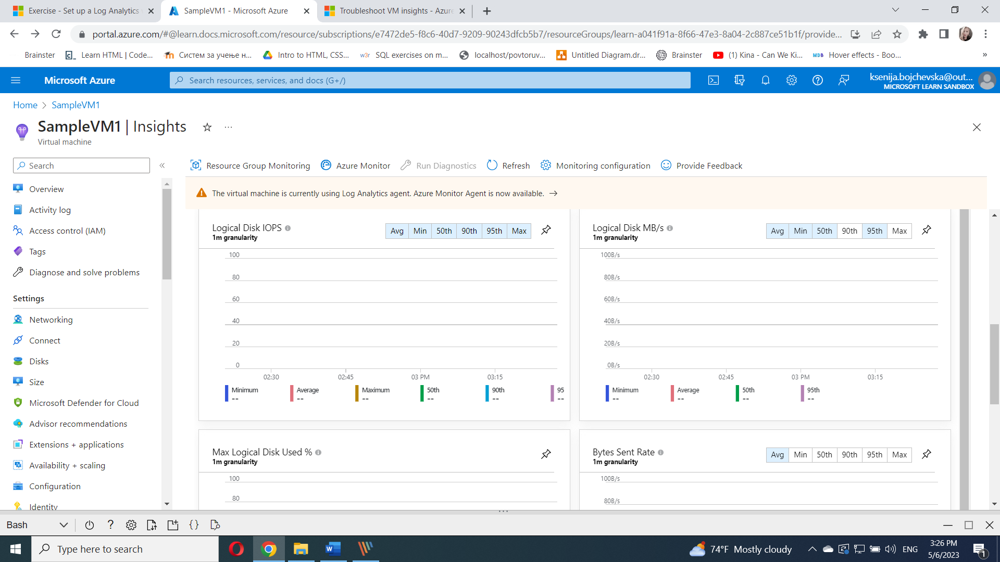 Exercise - Set up a Log Analytics
SampleVM1 - Microsoft Azure
Troubleshoot VM insights - Azure
portal.azure.com/#@learn.docs.microsoft.com/resource/subscriptions/e7472de5-f8c6-40d7-9209-90243dfcb5b7/resourceGroups/learn-a041f91a-8f66-47e3-8a04-2c887ce51b1f/provide...
Brainster
Learn HTML | Code...
Систем за учење н...
Intro to HTML, CSS...
w3r SQL exercises on m...
localhost/povtoruv...
Untitled Diagram.dr...
Brainster
(1) Kina - Can We Ki...
MDB Hover effects - Boo...
»
Microsoft Azure
Search resources, services, and docs (G+/)
ksenija.bojchevska@out...
MICROSOFT LEARN SANDBOX
Home > SampleVM1
SampleVM1 | Insights
Virtual machine
Search
«
Resource Group Monitoring
Azure Monitor
Run Diagnostics
Refresh
Monitoring configuration
Provide Feedback
The virtual machine is currently using Log Analytics agent. Azure Monitor Agent is now available. →
Overview
Activity log
Access control (IAM)
Tags
Diagnose and solve problems
Settings
Networking
Connect
Disks
Size
Microsoft Defender for Cloud
Advisor recommendations
Extensions + applications
Availability + scaling
Configuration
Identity
Logical Disk IOPS
1m granularity
Avg Min 50th 90th 95th Max
100
80
60
40
20
0
02:30 02:45 03 PM 03:15
Minimum Average Maximum 50th 90th 95
-- -- -- -- -- --
Logical Disk MB/s
1m granularity
Avg Min 50th 90th 95th Max
100B/s
80B/s
60B/s
40B/s
20B/s
0B/s
02:30 02:45 03 PM 03:15
Minimum Average 50th 95th
-- -- -- --
Max Logical Disk Used %
1m granularity
100
80
Bytes Sent Rate
1m granularity
Avg Min 50th 90th 95th Max
100B/s
80B/s
Bash
?
{}
Type here to search
74°F Mostly cloudy
ENG
3:26 PM
5/6/2023
1